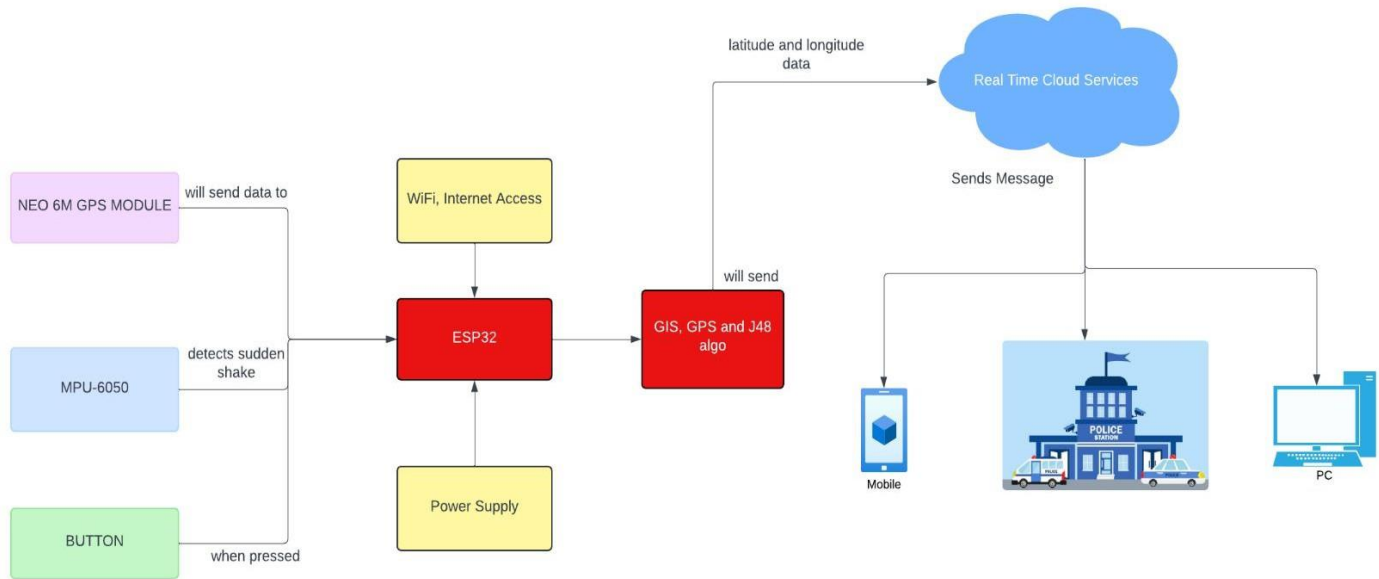 latitude and longitude
data
Real Time Cloud Services
Sends Message
NEO 6M GPS MODULE
will send data to
WiFi, Internet Access
will send
ESP32
GIS, GPS and J48
algo
MPU-6050
detects sudden
shake
POLICE
STATION
Mobile
PC
Power Supply
BUTTON
when pressed